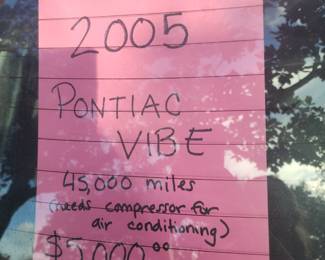 2005
PONTIAC
VIBE
45,000 miles
(needs compressor for
air conditioning)
$5,000.00